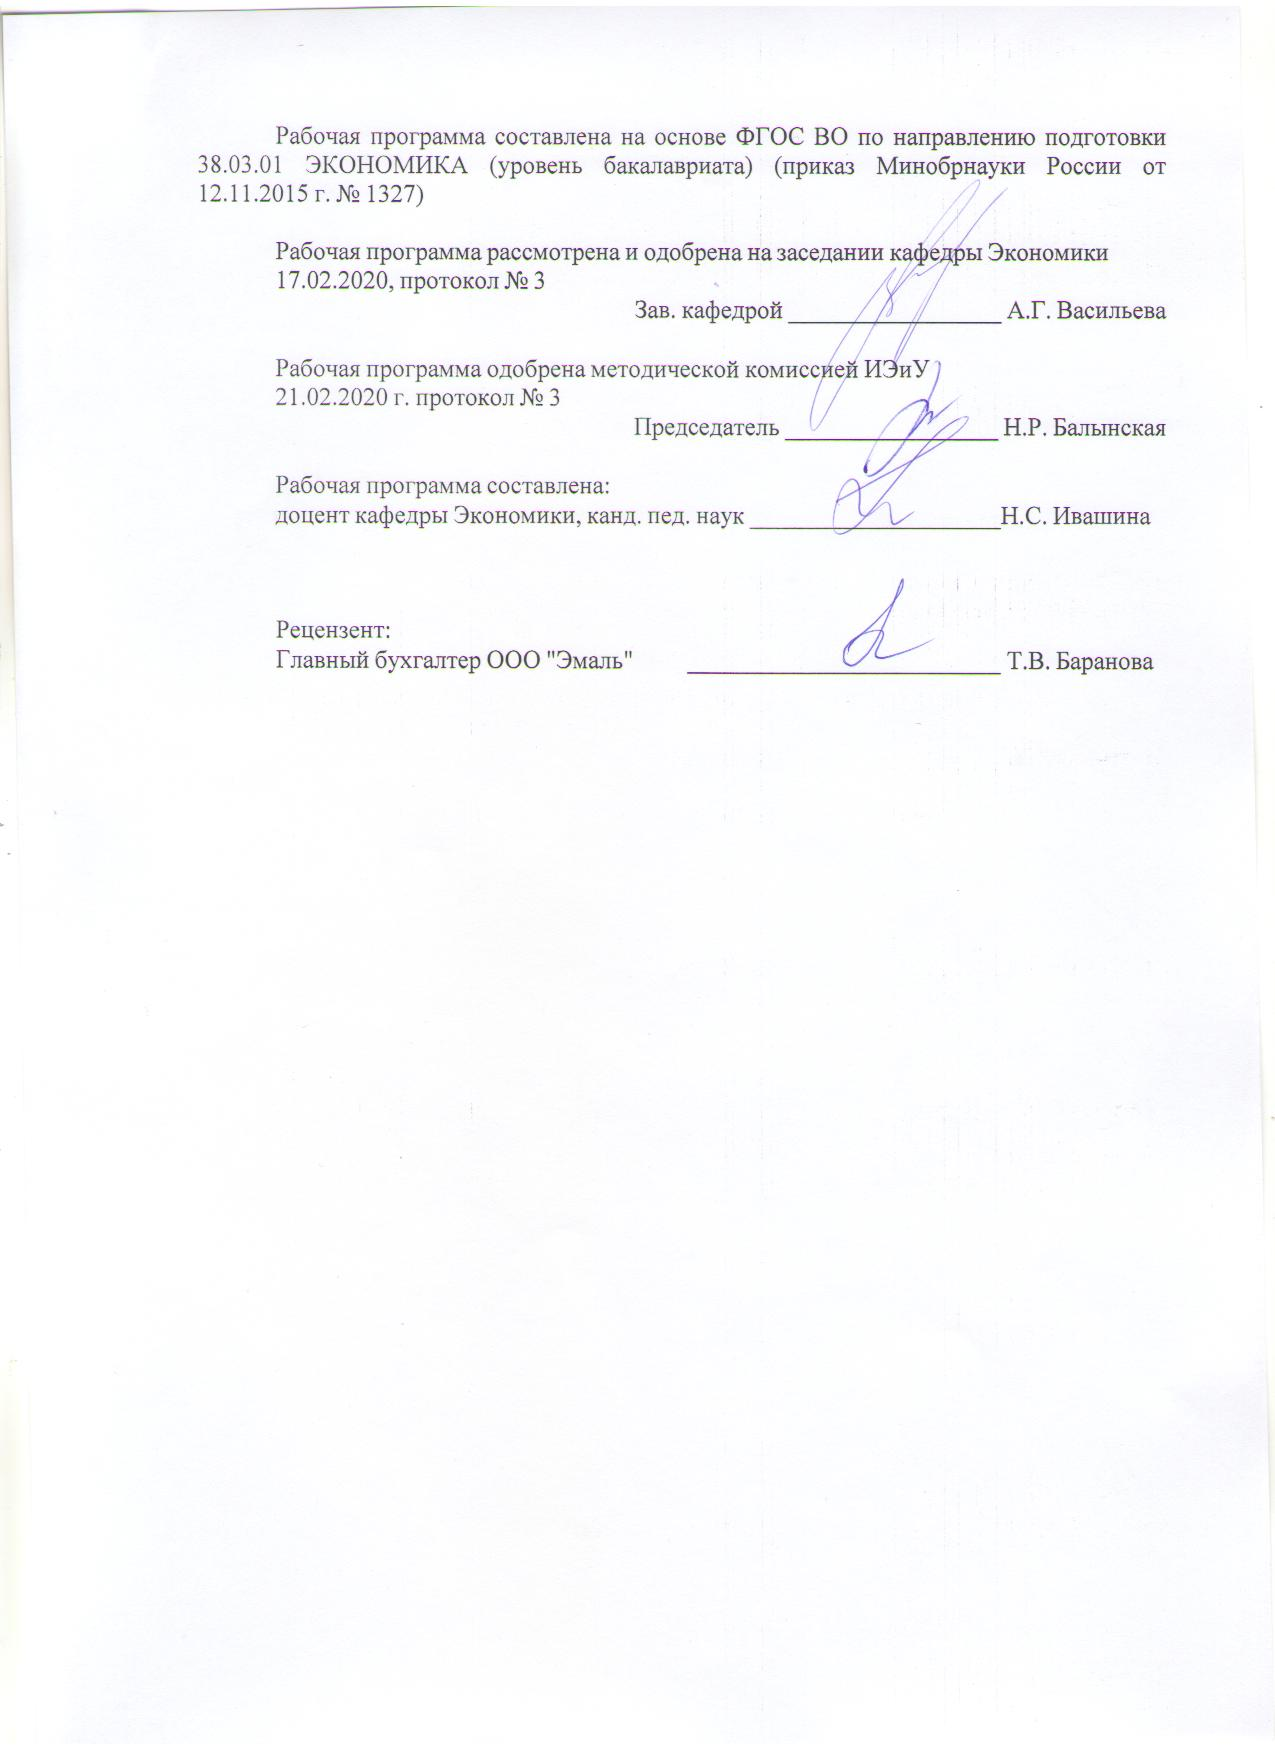 Рабочая программа составлена на основе ФГОС ВО по направлению подготовки
38.03.01 ЭКОНОМИКА (уровень бакалавриата) (приказ Минобрнауки России от
12.11.2015 г. № 1327)
Рабочая программа рассмотрена и одобрена на заседании кафедры Экономики
17.02.2020, протокол № 3
Зав. кафедрой _________________ А.Г. Васильева
Рабочая программа одобрена методической комиссией ИЭиУ
21.02.2020 г. протокол № 3
Председатель _________________ Н.Р. Балынская
Рабочая программа составлена:
доцент кафедры Экономики, канд. пед. наук ____________________Н.С. Ивашина
Рецензент:
Главный бухгалтер ООО "Эмаль" _________________________ Т.В. Баранова